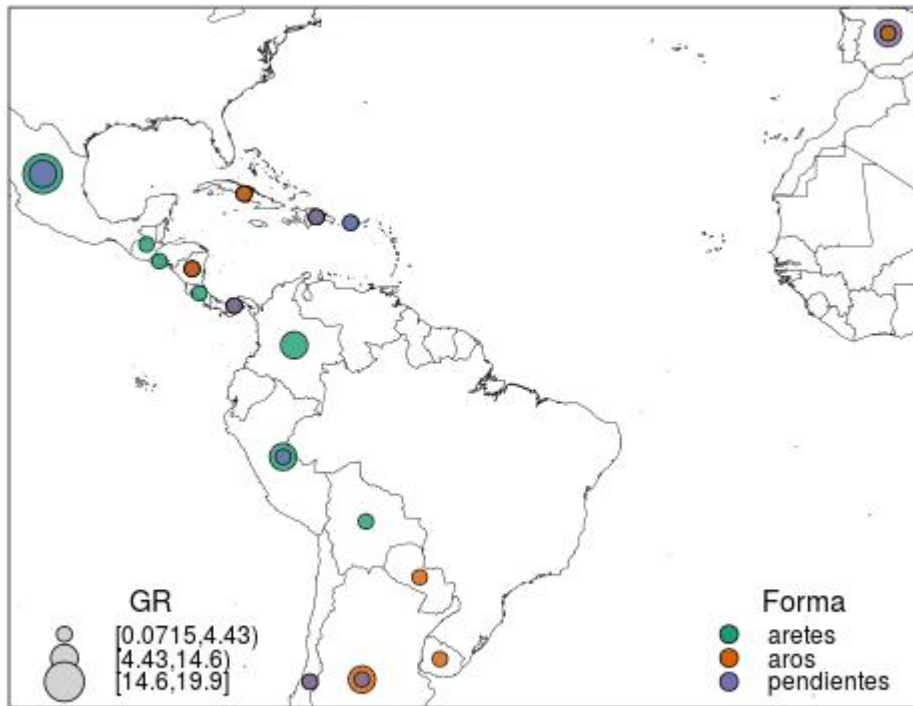 GR
[0.0715,4.43)
[4.43,14.6)
[14.6,19.9]
Forma
aretes
aros
pendientes